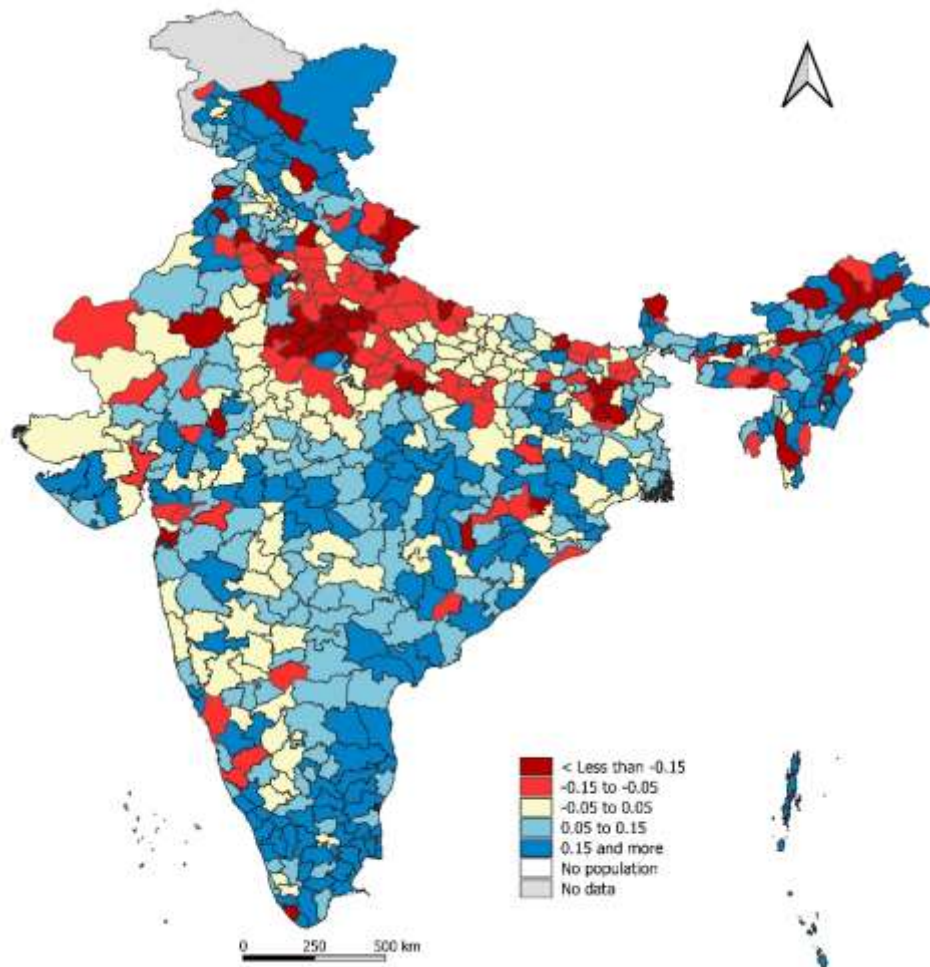 < Less than -0.15
-0.15 to -0.05
-0.05 to 0.05
0.05 to 0.15
0.15 and more
No population
No data
0 250 500 km